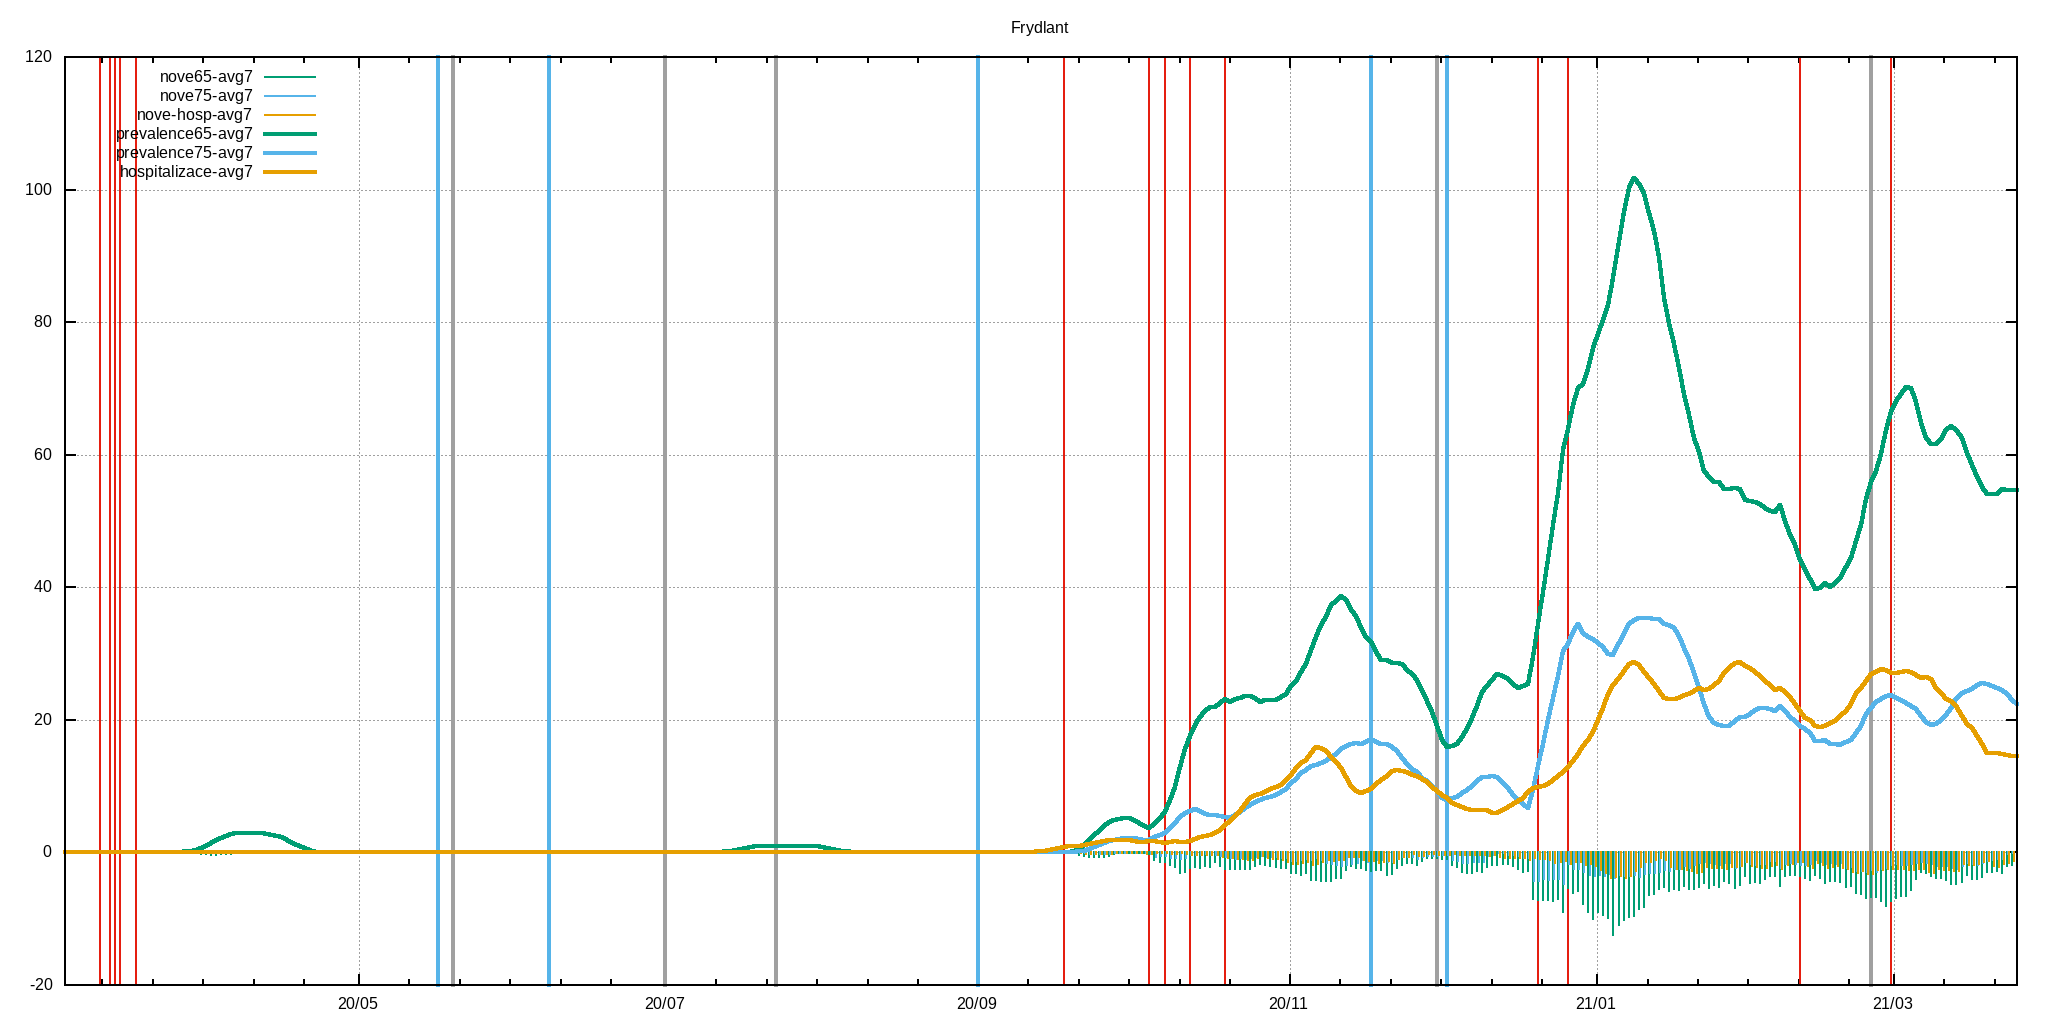 Frydlant
120
100
80
60
40
20
0
-20
nove65-avg7
nove75-avg7
nove-hosp-avg7
prevalence65-avg7
prevalence75-avg7
hospitalizace-avg7
20/05 20/07 20/09 20/11 21/01 21/03